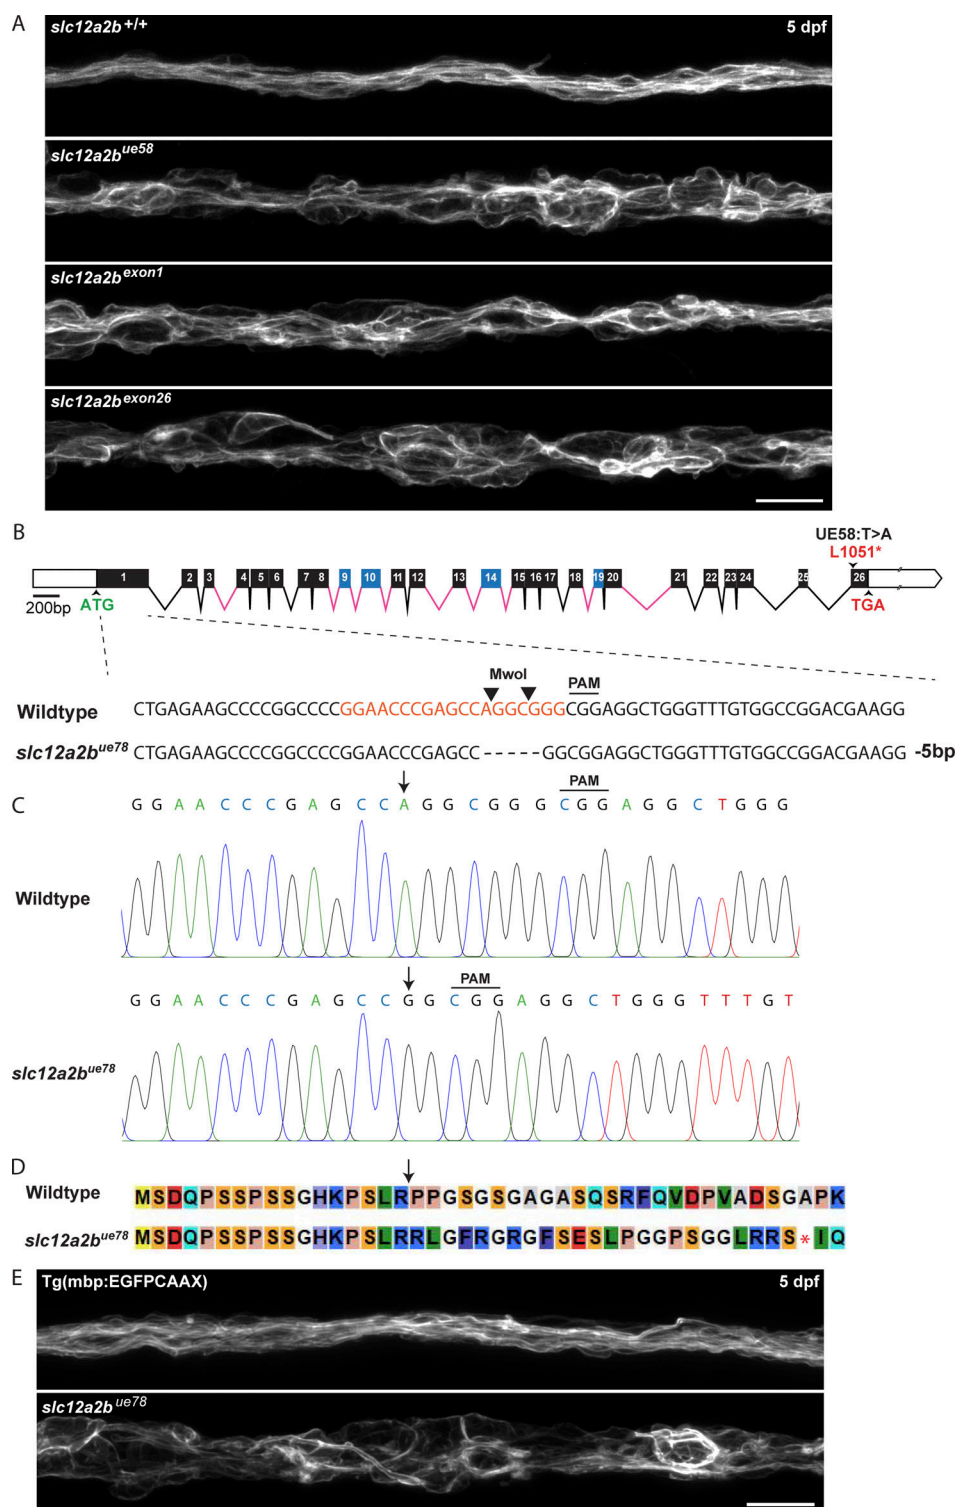 A
slc12a2b+/+
5 dpf
slc12a2bue58
slc12a2bexon1
slc12a2bexon26
B
UE58:T>A
L1051*
1 2 3 4 5 6 7 8 9 10 11 12 13 14 15 16 17 18 19 20 21 22 23 24 25 26
200bp
ATG
TGA
MwoI
PAM
Wildtype
CTGAGAAGCCCCGGCCCCGGAACCCGAGCCAGGCGGGCGGAGGCTGGGTTTGTGGCCGGACGAAGG
slc12a2bue78
CTGAGAAGCCCCGGCCCCGGAACCCGAGCC-----GGCGGAGGCTGGGTTTGTGGCCGGACGAAGG -5bp
C
PAM
G G A A C C C G A G C C A G G C G G G C G G A G G C T G G G
Wildtype
PAM
G G A A C C C G A G C C G G C G G A G G C T G G G T T T G T
slc12a2bue78
D
Wildtype
MSDQPSSPSSGHKPSLRPPGSGSGAGASQSRFQVDPVADSGAPK
slc12a2bue78
MSDQPSSPSSGHKPSLRRLGFRGRGFSESLPGGPSGGLRRS*IQ
E
Tg(mbp:EGFPCAAX)
5 dpf
slc12a2bue78